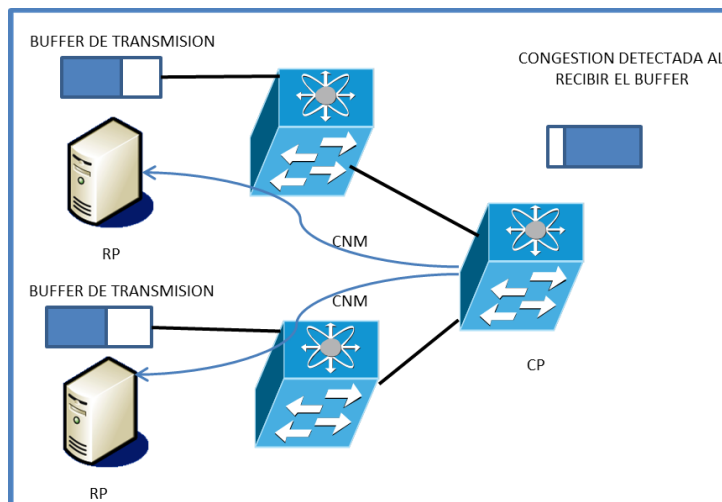 BUFFER DE TRANSMISION
CONGESTION DETECTADA AL
RECIBIR EL BUFFER
RP
CNM
BUFFER DE TRANSMISION
CNM
CP
RP